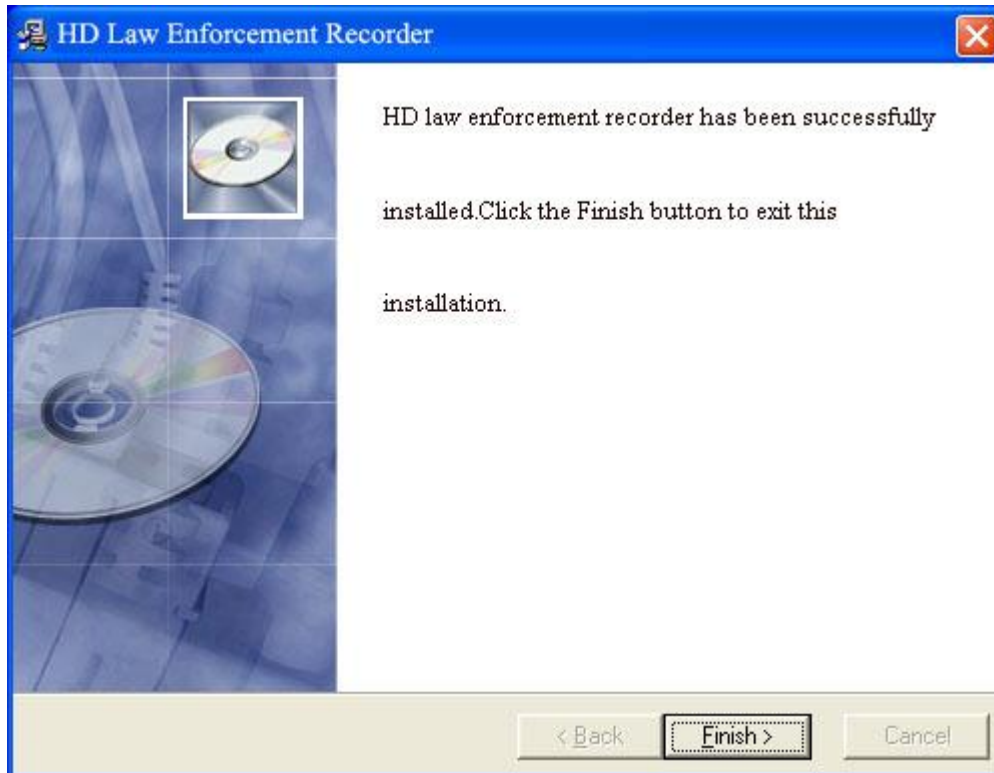 HD Law Enforcement Recorder
HD law enforcement recorder has been successfully
installed.Click the Finish button to exit this
installation.
< Back
Finish >
Cancel